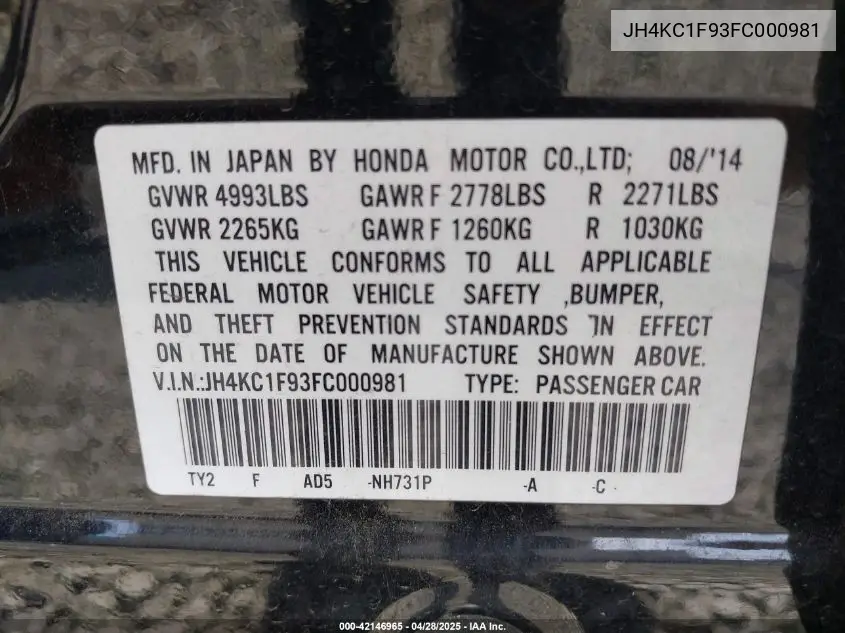 JH4KC1F93FC000981
MFD. IN JAPAN BY HONDA MOTOR CO.,LTD; 08/'14
GVWR 4993LBS GAWR F 2778LBS R 2271LBS
GVWR 2265KG GAWR F 1260KG R 1030KG
THIS VEHICLE CONFORMS TO ALL APPLICABLE
FEDERAL MOTOR VEHICLE SAFETY ,BUMPER,
AND THEFT PREVENTION STANDARDS IN EFFECT
ON THE DATE OF MANUFACTURE SHOWN ABOVE.
V.I.N.:JH4KC1F93FC000981 TYPE: PASSENGER CAR
TY2 F AD5 -NH731P -A -C -
000-42146965 - 04/28/2025 - IAA Inc.